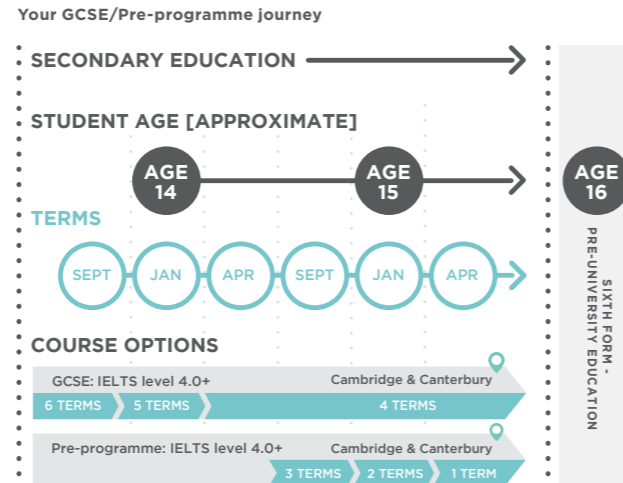 Your GCSE/Pre-programme journey
SECONDARY EDUCATION
STUDENT AGE [APPROXIMATE]
AGE
14
AGE
15
AGE
16
TERMS
SEPT
JAN
APR
SEPT
JAN
APR
SIXTH FORM -
PRE-UNIVERSITY EDUCATION
COURSE OPTIONS
GCSE: IELTS level 4.0+
Cambridge & Canterbury
6 TERMS
5 TERMS
4 TERMS
Pre-programme: IELTS level 4.0+
Cambridge & Canterbury
3 TERMS
2 TERMS
1 TERM